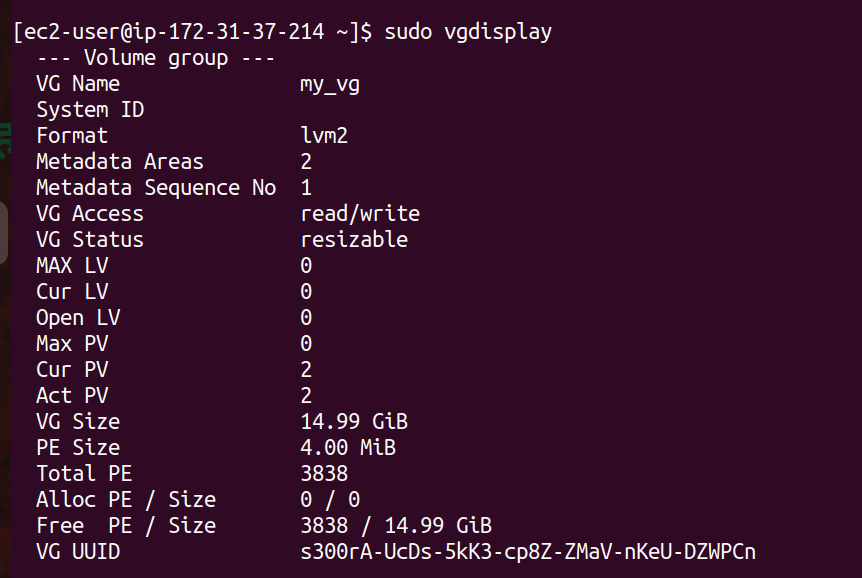 [ec2-user@ip-172-31-37-214 ~]$ sudo vgdisplay
  --- Volume group ---
  VG Name               my_vg
  System ID
  Format                lvm2
  Metadata Areas        2
  Metadata Sequence No  1
  VG Access             read/write
  VG Status             resizable
  MAX LV                0
  Cur LV                0
  Open LV               0
  Max PV                0
  Cur PV                2
  Act PV                2
  VG Size               14.99 GiB
  PE Size               4.00 MiB
  Total PE              3838
  Alloc PE / Size       0 / 0
  Free  PE / Size       3838 / 14.99 GiB
  VG UUID               s300rA-UcDs-5kK3-cp8Z-ZMaV-nKeU-DZWPCn